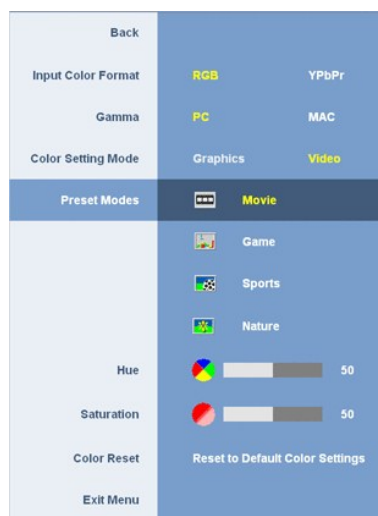 Back
Input Color Format RGB YPbPr
Gamma PC MAC
Color Setting Mode Graphics Video
Preset Modes Movie
Game
Sports
Nature
Hue 50
Saturation 50
Color Reset Reset to Default Color Settings
Exit Menu